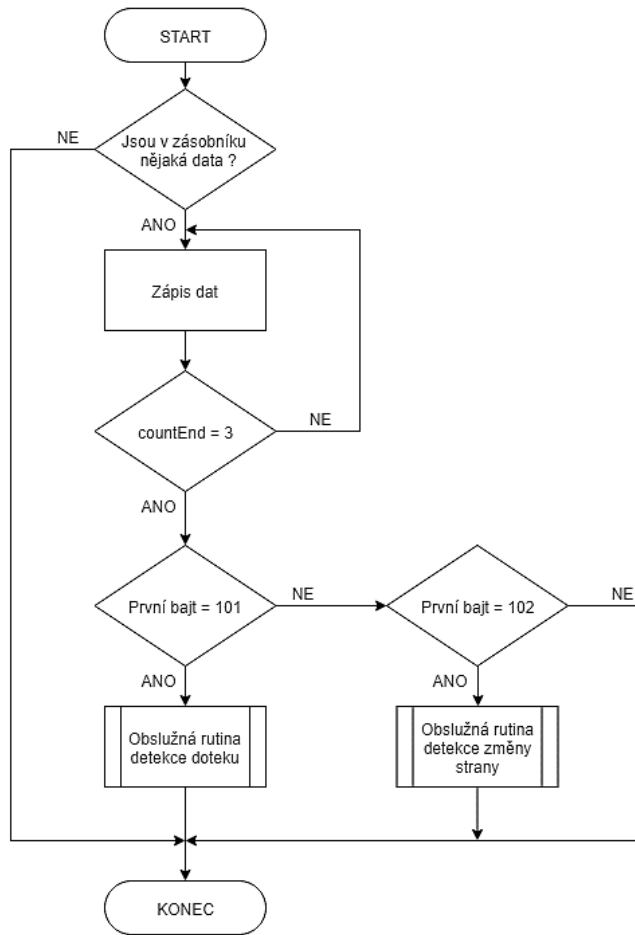 START
NE
Jsou v zásobníku
nějaká data ?
ANO
Zápis dat
countEnd = 3
NE
ANO
První bajt = 101
NE
První bajt = 102
NE
ANO
ANO
Obslužná rutina
detekce doteku
Obslužná rutina
detekce změny
strany
KONEC